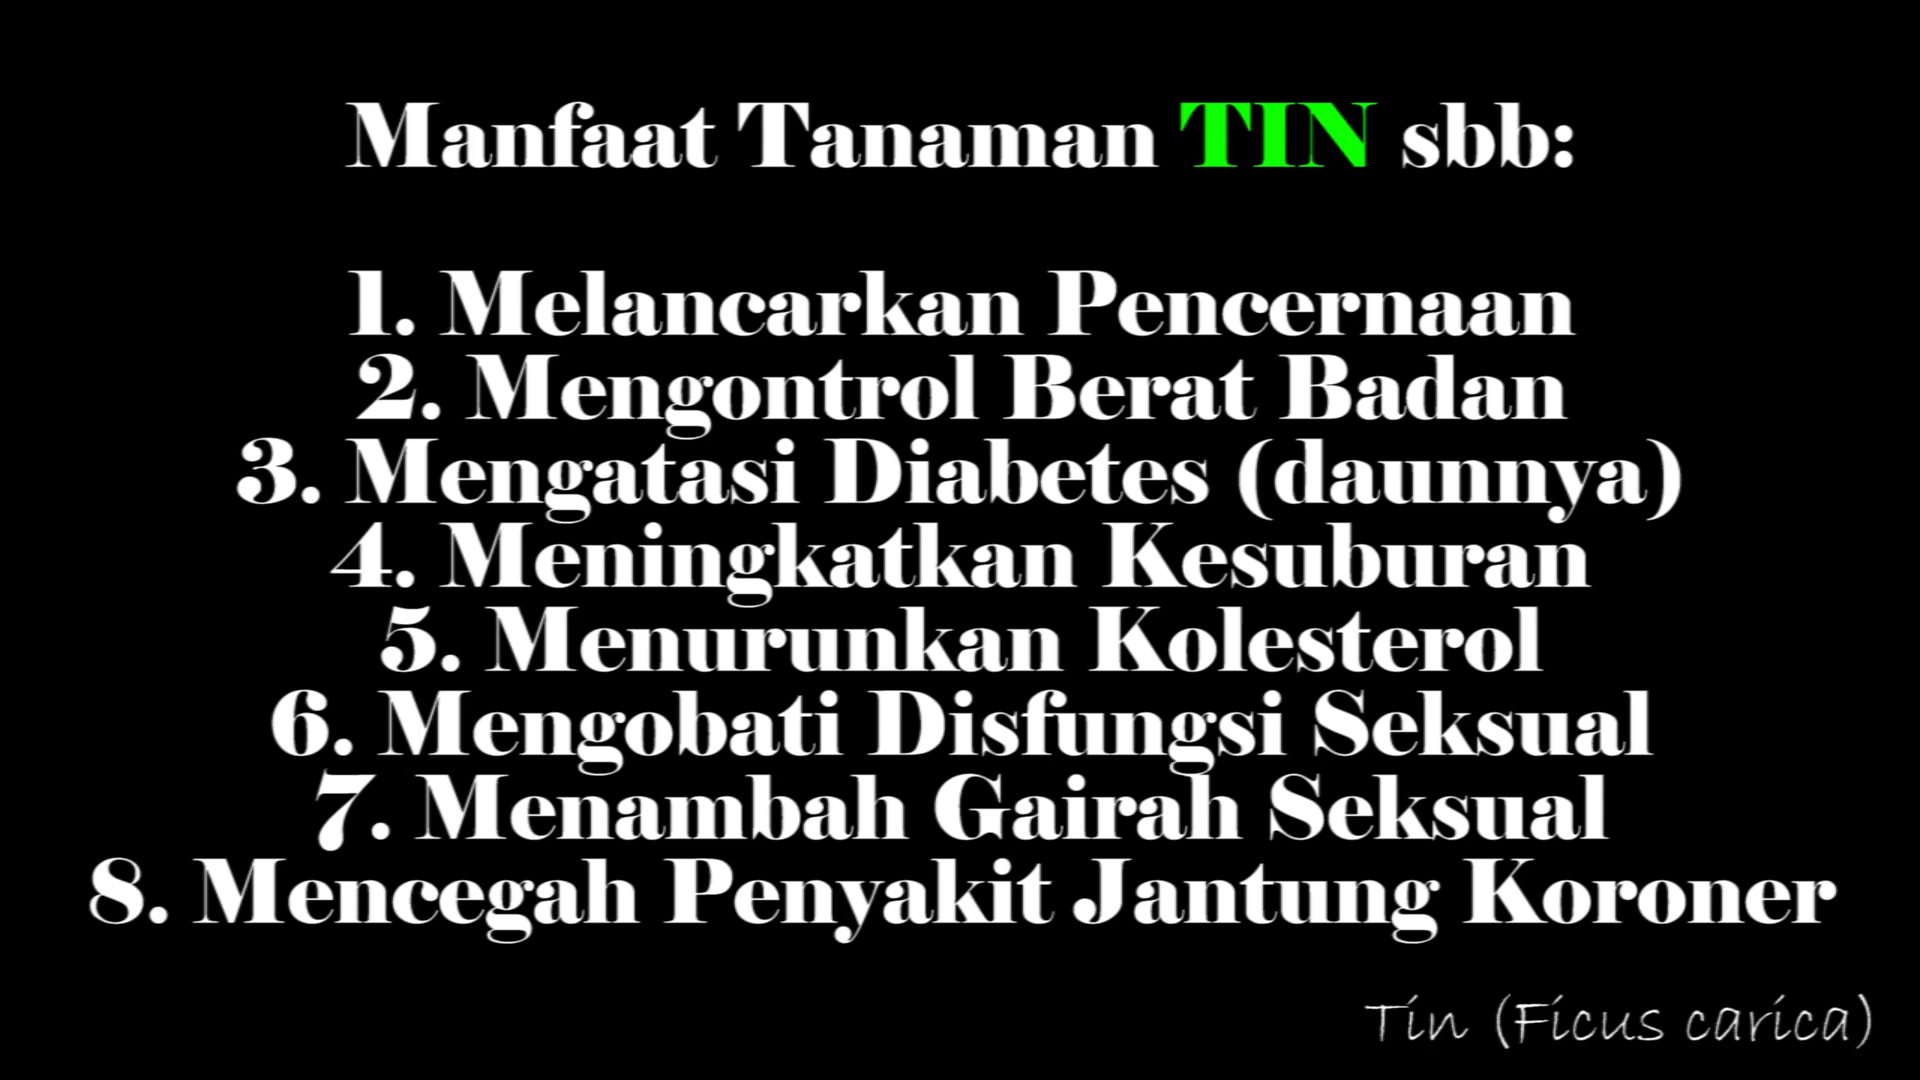 Manfaat Tanaman TIN sbb:
1. Melancarkan Pencernaan
2. Mengontrol Berat Badan
3. Mengatasi Diabetes (daunnya)
4. Meningkatkan Kesuburan
5. Menurunkan Kolesterol
6. Mengobati Disfungsi Seksual
7. Menambah Gairah Seksual
8. Mencegah Penyakit Jantung Koroner
Tin (Ficus carica)